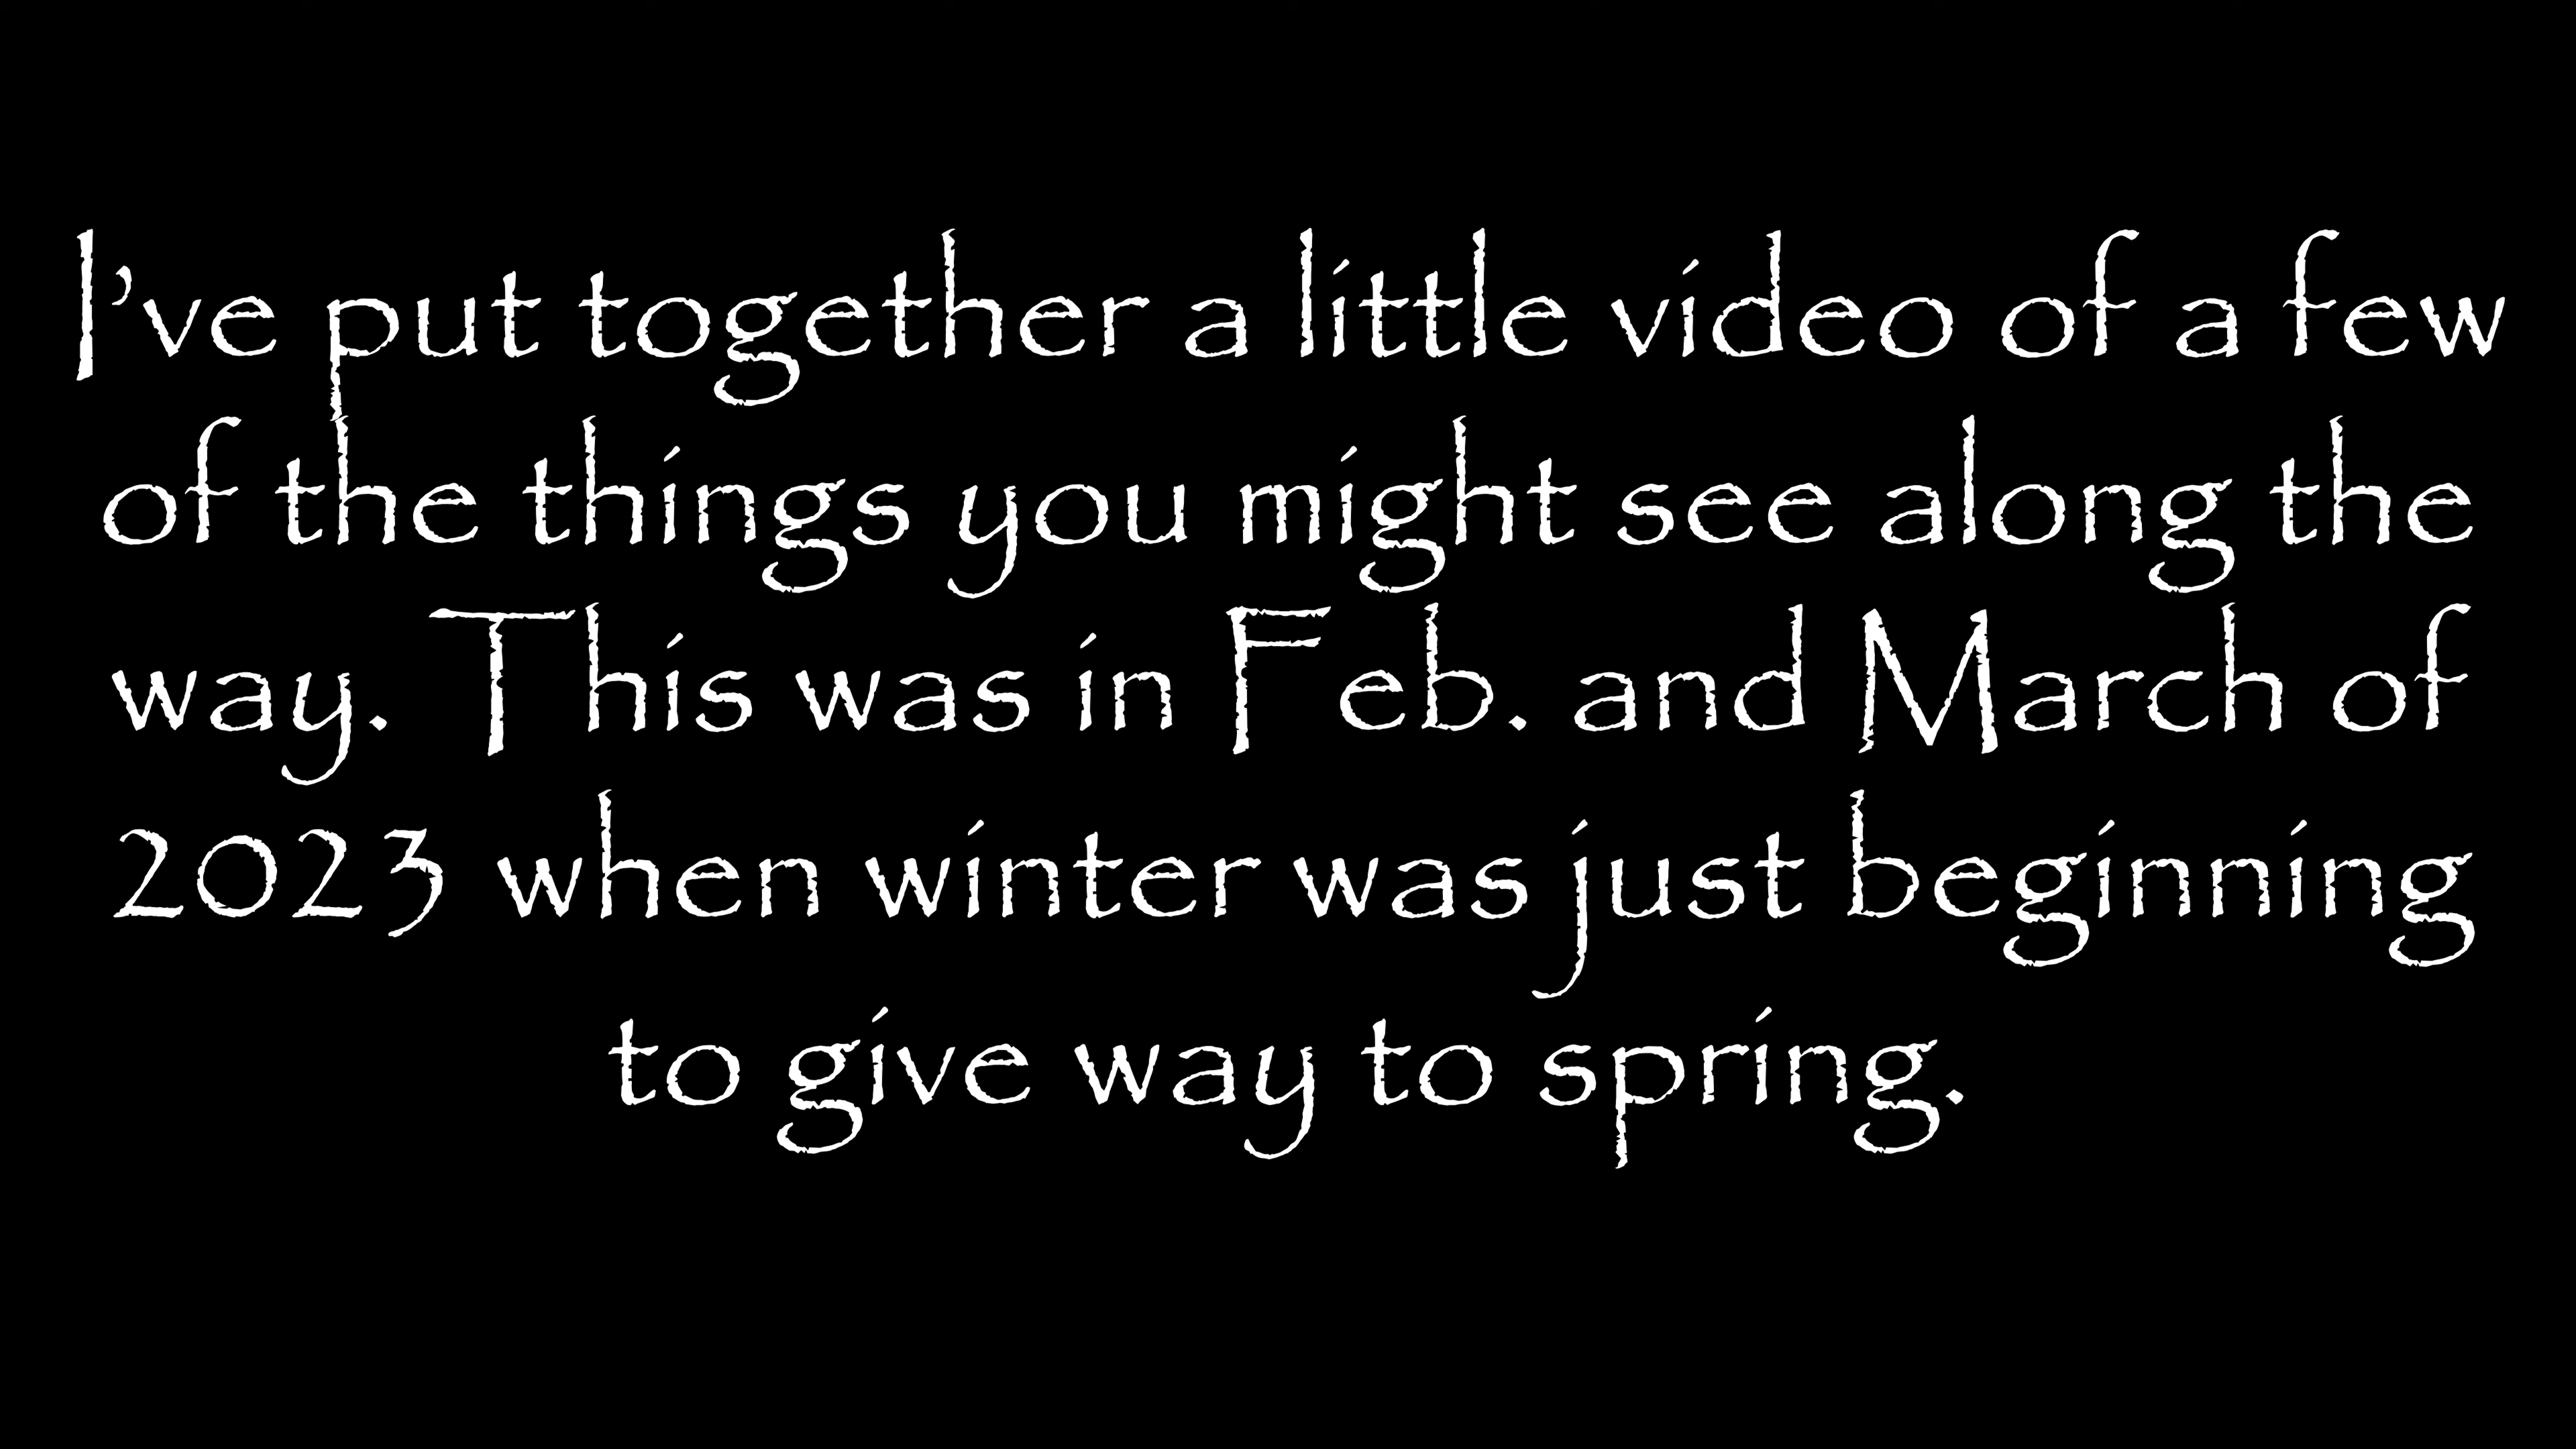 I've put together a little video of a few
of the things you might see along the
way. This was in Feb. and March of
2023 when winter was just beginning
to give way to spring.